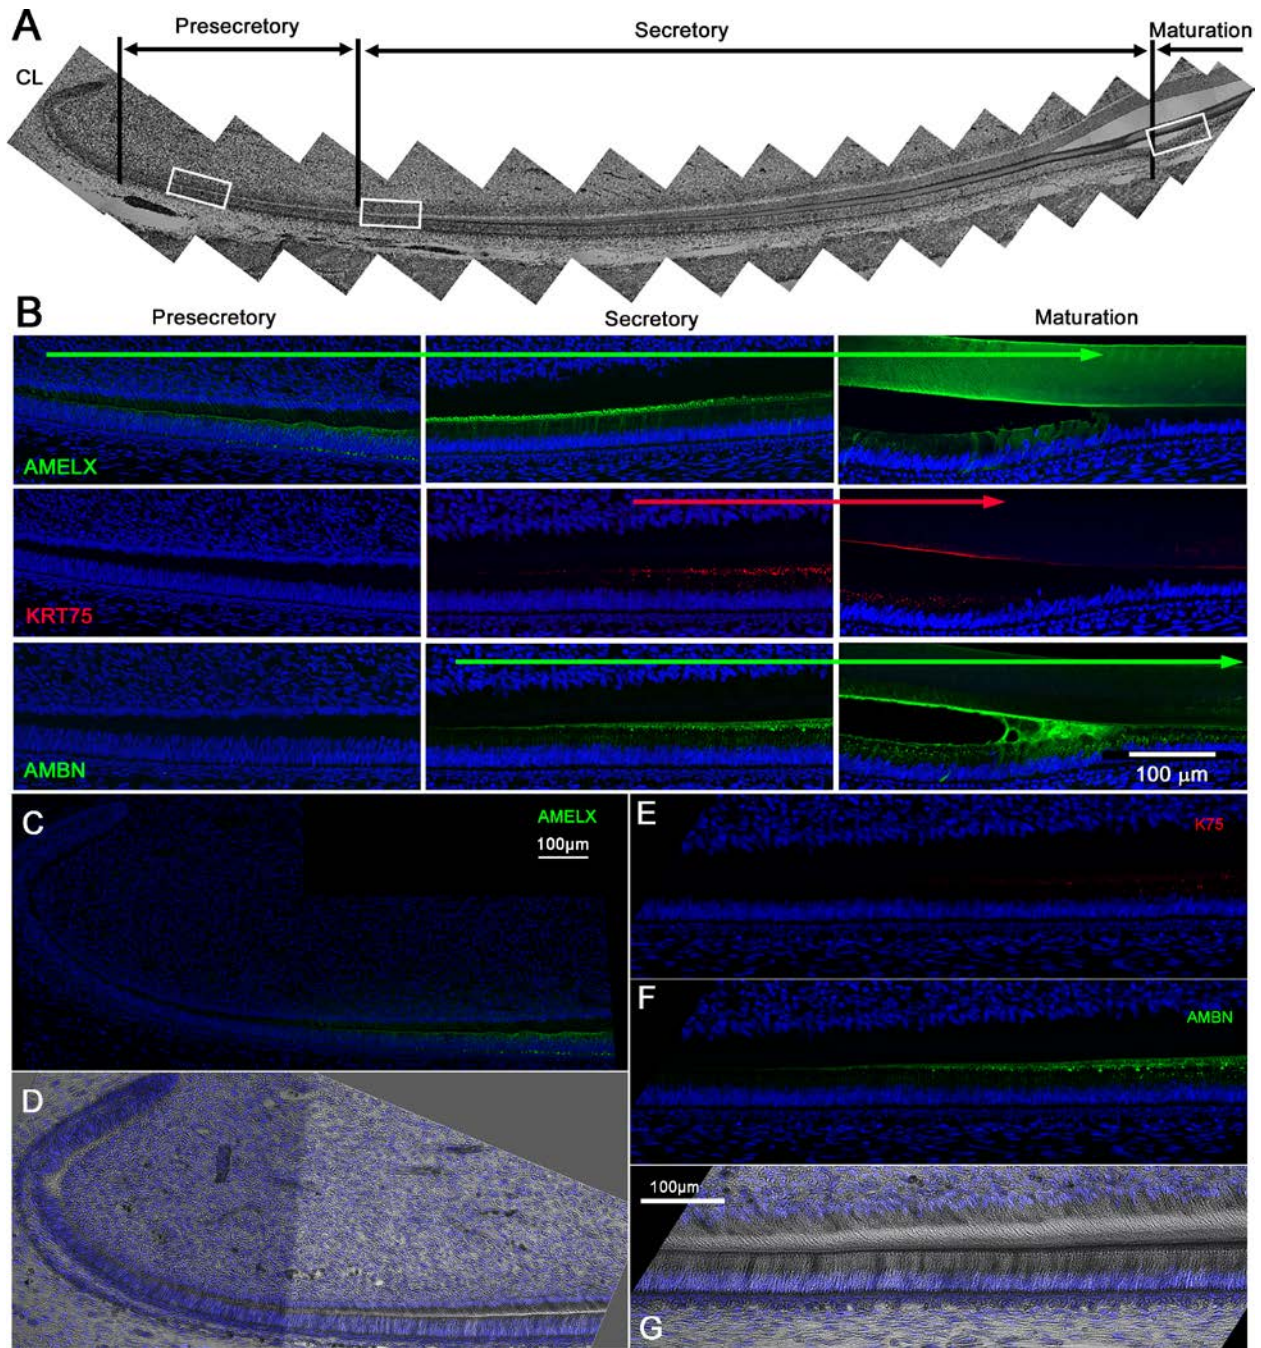 A
Presecretory
Secretory
Maturation
CL
B
Presecretory
Secretory
Maturation
AMELX
KRT75
AMBN
100 μm
C
AMELX
100μm
E
K75
F
AMBN
D
100μm
G